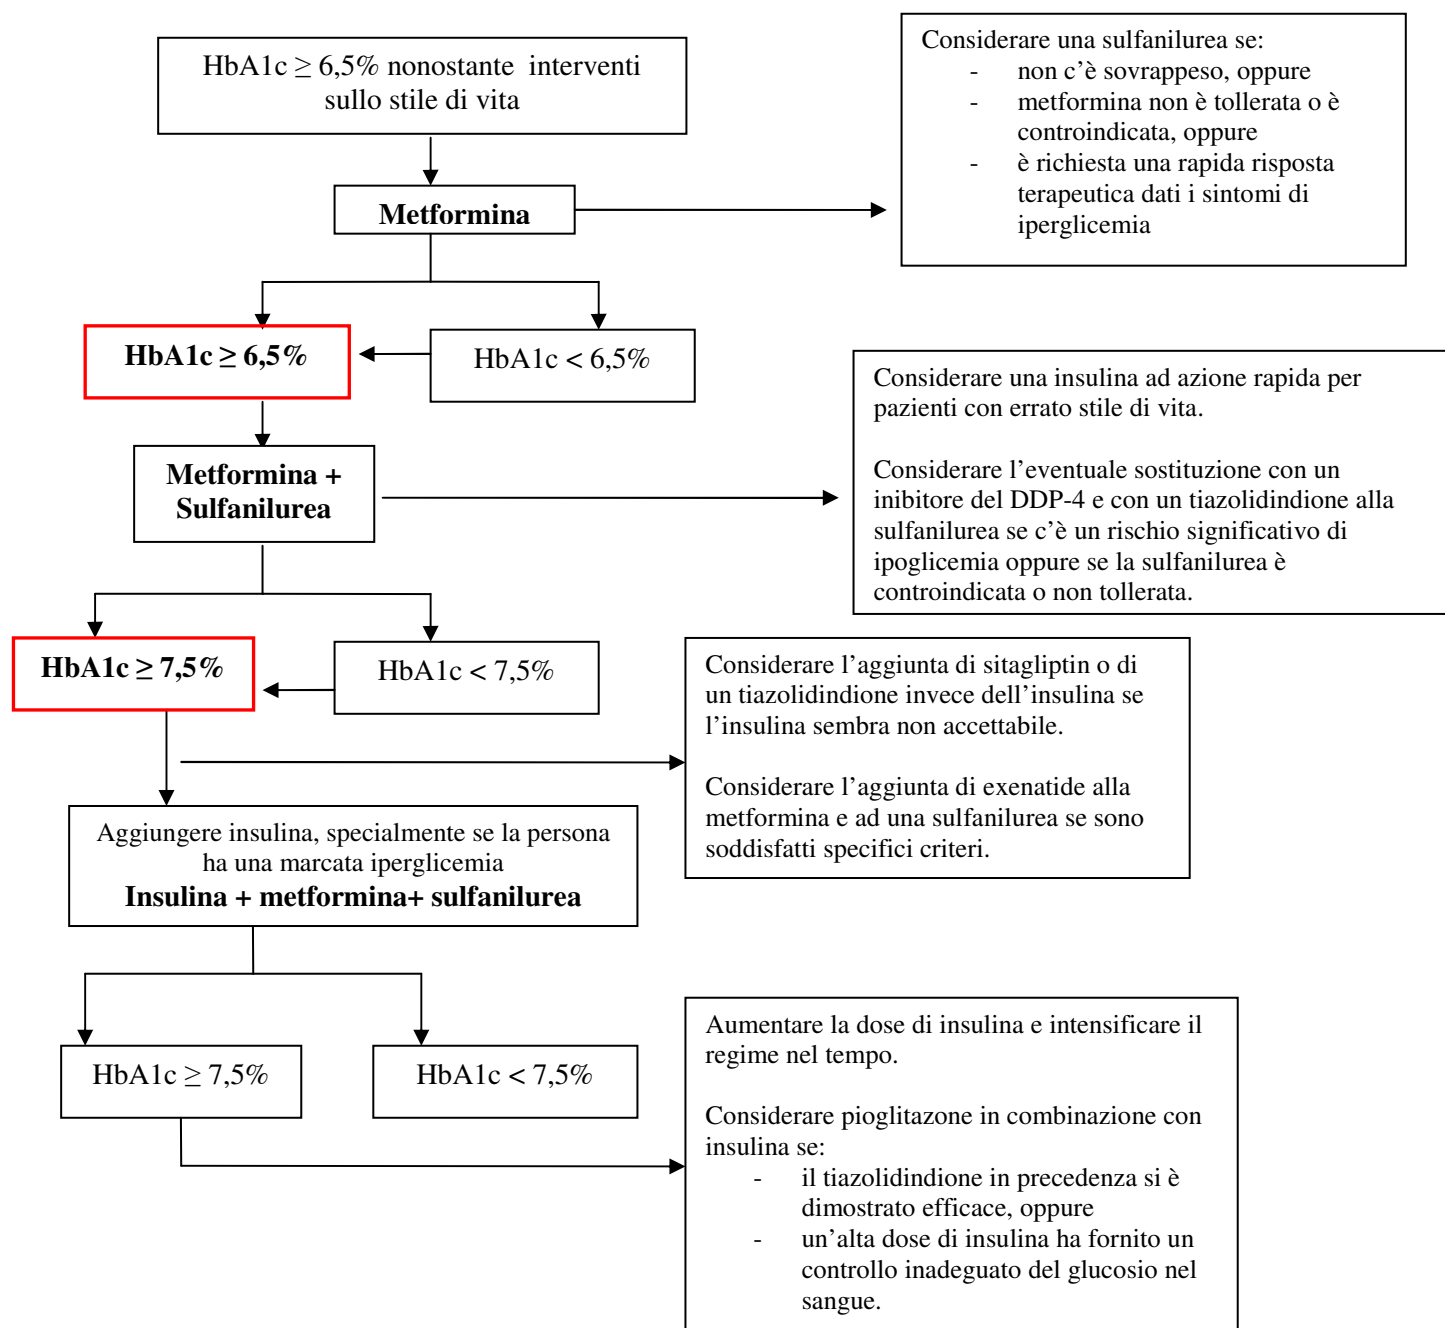 HbA1c ≥ 6,5% nonostante interventi
sullo stile di vita
Considerare una sulfanilurea se:
- non c’è sovrappeso, oppure
- metformina non è tollerata o è
controindicata, oppure
- è richiesta una rapida risposta
terapeutica dati i sintomi di
iperglicemia
Metformina
HbA1c ≥ 6,5%
HbA1c < 6,5%
Considerare una insulina ad azione rapida per
pazienti con errato stile di vita.
Considerare l’eventuale sostituzione con un
inibitore del DDP-4 e con un tiazolidindione alla
sulfanilurea se c’è un rischio significativo di
ipoglicemia oppure se la sulfanilurea è
controindicata o non tollerata.
Metformina +
Sulfanilurea
HbA1c ≥ 7,5%
HbA1c < 7,5%
Considerare l’aggiunta di sitagliptin o di
un tiazolidindione invece dell’insulina se
l’insulina sembra non accettabile.
Considerare l’aggiunta di exenatide alla
metformina e ad una sulfanilurea se sono
soddisfatti specifici criteri.
Aggiungere insulina, specialmente se la persona
ha una marcata iperglicemia
Insulina + metformina+ sulfanilurea
HbA1c ≥ 7,5%
HbA1c < 7,5%
Aumentare la dose di insulina e intensificare il
regime nel tempo.
Considerare pioglitazone in combinazione con
insulina se:
- il tiazolidindione in precedenza si è
dimostrato efficace, oppure
- un’alta dose di insulina ha fornito un
controllo inadeguato del glucosio nel
sangue.